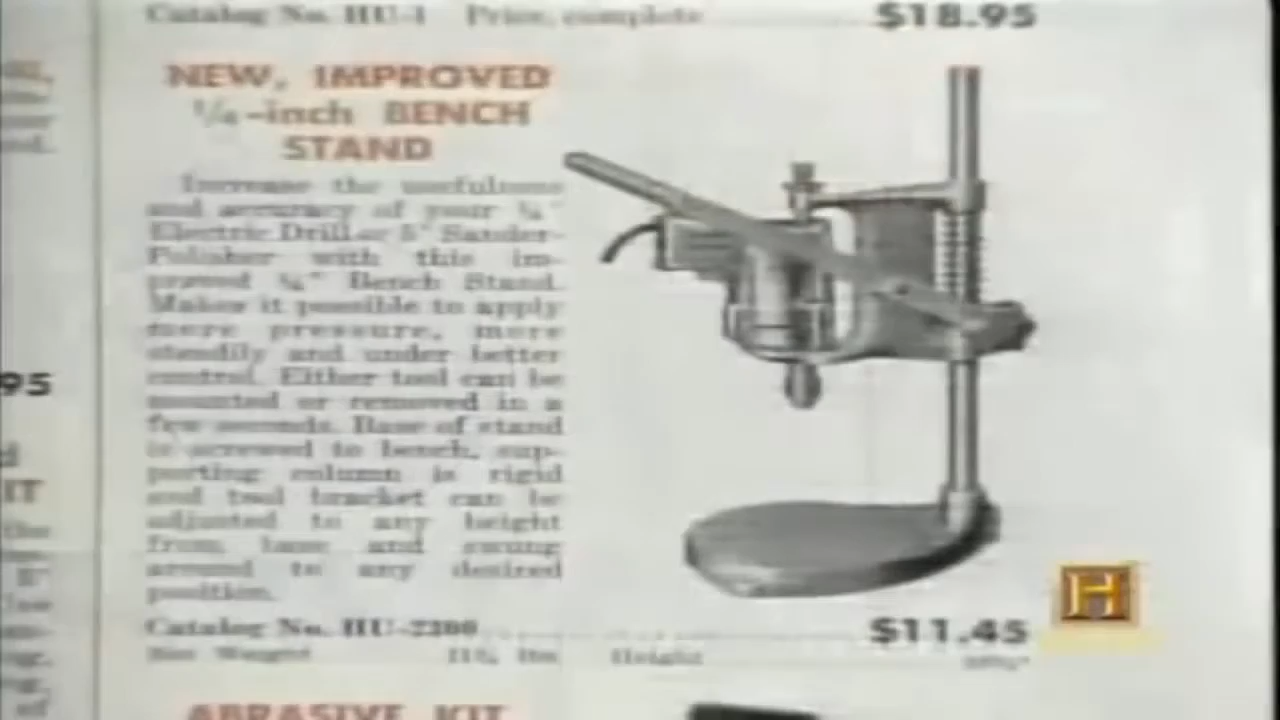 Catalog No. HU-1 Price, complete $18.95
NEW, IMPROVED
1/4-inch BENCH
STAND
Increase the usefulness
and accuracy of your 1/4"
Electric Drill or 5" Sander-
Polisher with this im-
proved 1/4" Bench Stand.
Makes it possible to apply
more pressure, more
steadily and under better
control. Either tool can be
mounted or removed in a
few seconds. Base of stand
is screwed to bench, sup-
porting column is rigid
and tool bracket can be
adjusted to any height
from base and swung
around to any desired
position.
Catalog No. HU-2300 $11.45
Weight Height
ABRASIVE KIT
95
IT
the
H